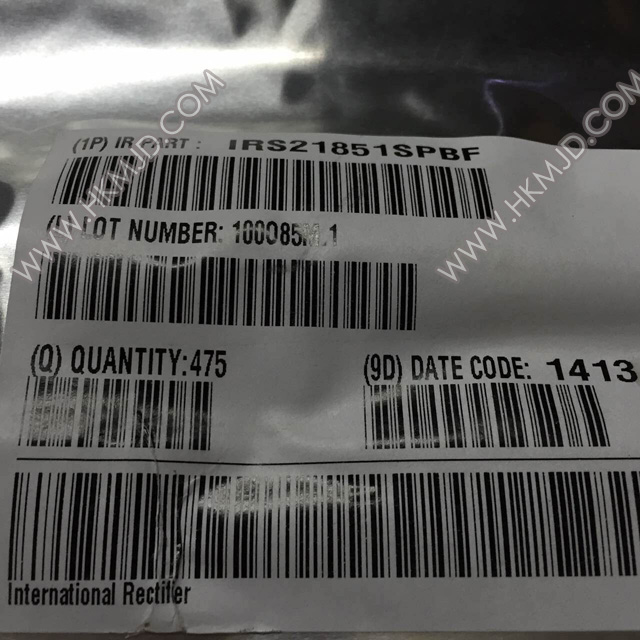 (1P) IR PART : IRS21851SPBF
LOT NUMBER:
(Q) QUANTITY:475
(9D) DATE CODE: 1413
International Rectifier
WWW.HKMJD.COM
WWW.HKMJD.COM